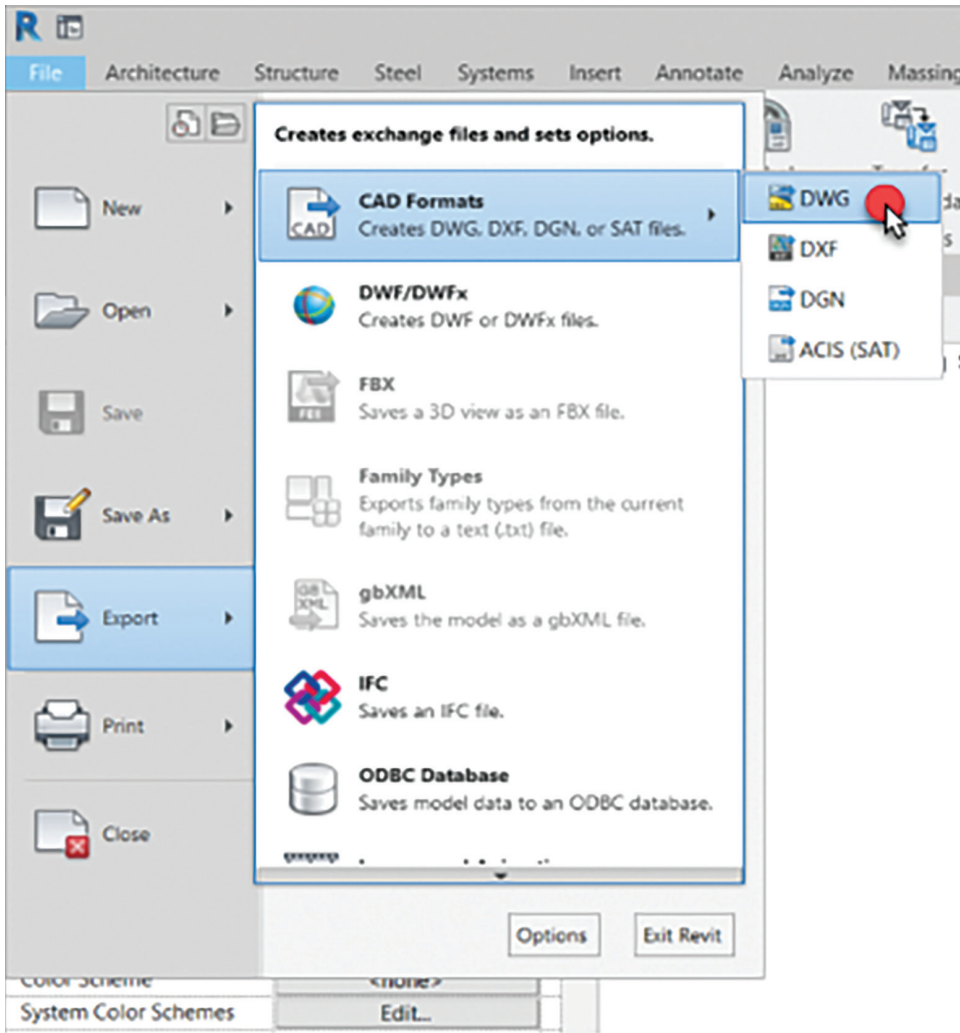 R
File Architecture Structure Steel Systems Insert Annotate Analyze Massing
Creates exchange files and sets options.
New
Open
Save
Save As
Export
Print
Close
CAD
CAD Formats
Creates DWG, DXF, DGN, or SAT files.
DWF/DWFx
Creates DWF or DWFx files.
FBX
Saves a 3D view as an FBX file.
Family Types
Exports family types from the current
family to a text (.txt) file.
GB
XML
gbXML
Saves the model as a gbXML file.
IFC
Saves an IFC file.
ODBC Database
Saves model data to an ODBC database.
DWG
DXF
DGN
ACIS (SAT)
Options Exit Revit
Color Scheme <none>
System Color Schemes Edit...